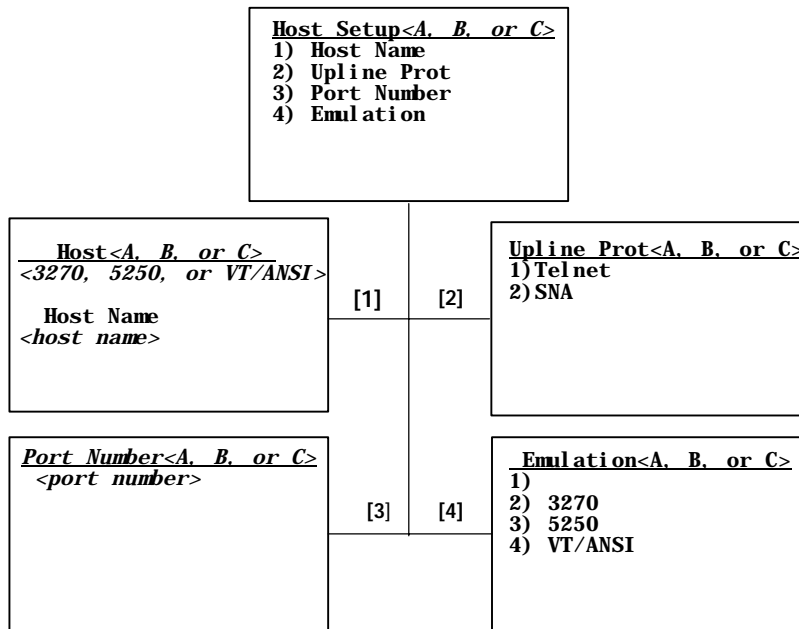 Host Setup<A, B, or C>
1) Host Name
2) Upline Prot
3) Port Number
4) Emulation
Host<A, B, or C>
<3270, 5250, or VT/ANSI>
Host Name
<host name>
[1]
[2]
Upline Prot<A, B, or C>
1)Telnet
2)SNA
Port Number<A, B, or C>
<port number>
[3]
[4]
Emulation<A, B, or C>
1)
2) 3270
3) 5250
4) VT/ANSI